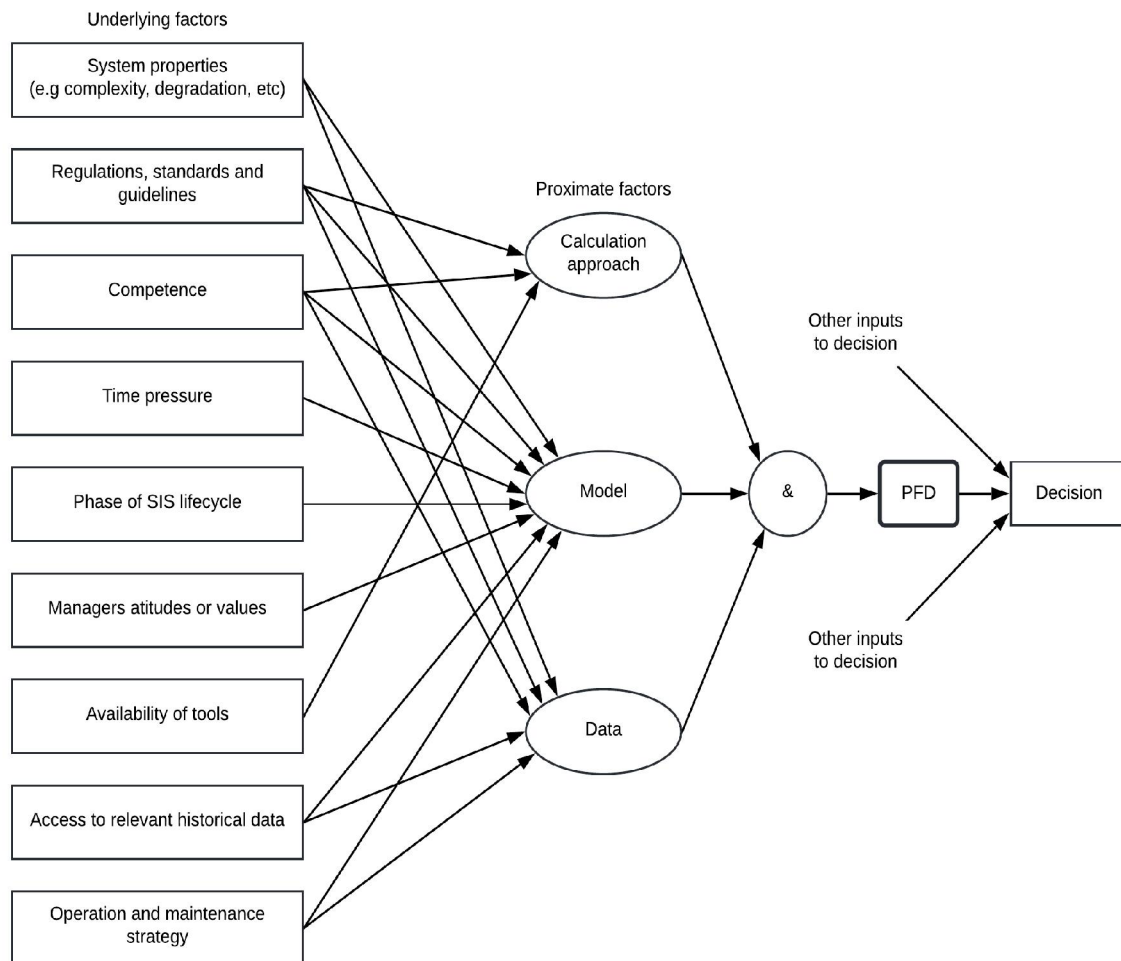 Underlying factors
System properties
(e.g complexity, degradation, etc)
Regulations, standards and
guidelines
Proximate factors
Calculation
approach
Competence
Other inputs
to decision
Time pressure
Phase of SIS lifecycle
Model
&
PFD
Decision
Managers atitudes or values
Other inputs
to decision
Availability of tools
Data
Access to relevant historical data
Operation and maintenance
strategy